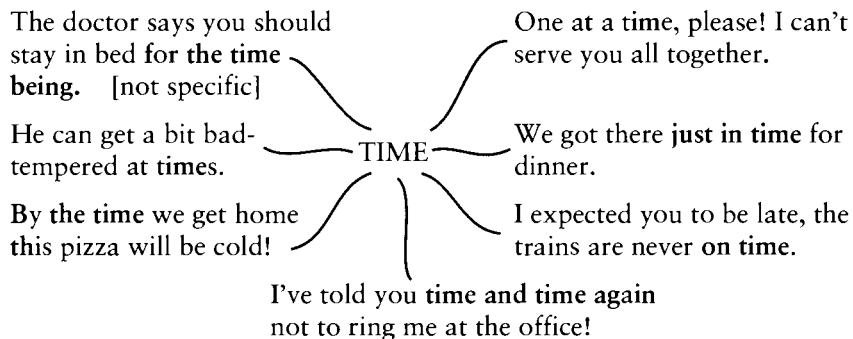 The doctor says you should
stay in bed for the time
being. [not specific]
One at a time, please! I can't
serve you all together.
He can get a bit bad-
tempered at times.
TIME
We got there just in time for
dinner.
By the time we get home
this pizza will be cold!
I expected you to be late, the
trains are never on time.
I've told you time and time again
not to ring me at the office!